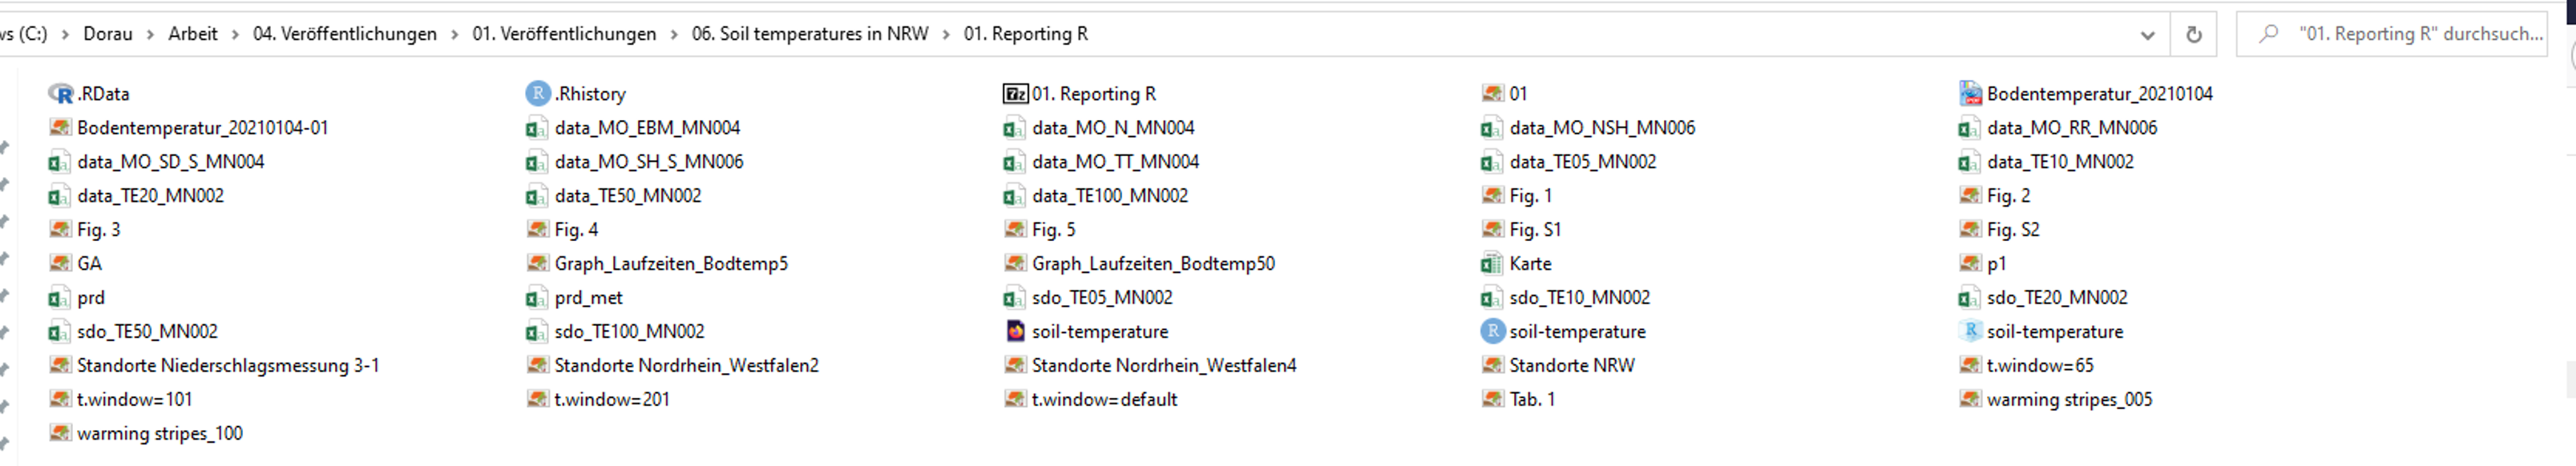 ws (C:) > Dorau > Arbeit > 04. Veröffentlichungen > 01. Veröffentlichungen > 06. Soil temperatures in NRW > 01. Reporting R "01. Reporting R" durchsuch...
.RData .Rhistory 01. Reporting R 01 Bodentemperatur_20210104
Bodentemperatur_20210104-01 data_MO_EBM_MN004 data_MO_N_MN004 data_MO_NSH_MN006 data_MO_RR_MN006
data_MO_SD_S_MN004 data_MO_SH_S_MN006 data_MO_TT_MN004 data_TE05_MN002 data_TE10_MN002
data_TE20_MN002 data_TE50_MN002 data_TE100_MN002 Fig. 1 Fig. 2
Fig. 3 Fig. 4 Fig. 5 Fig. S1 Fig. S2
GA Graph_Laufzeiten_Bodtemp5 Graph_Laufzeiten_Bodtemp50 Karte p1
prd prd_met sdo_TE05_MN002 sdo_TE10_MN002 sdo_TE20_MN002
sdo_TE50_MN002 sdo_TE100_MN002 soil-temperature soil-temperature soil-temperature
Standorte Niederschlagsmessung 3-1 Standorte Nordrhein_Westfalen2 Standorte Nordrhein_Westfalen4 Standorte NRW t.window=65
t.window=101 t.window=201 t.window=default Tab. 1 warming stripes_005
warming stripes_100